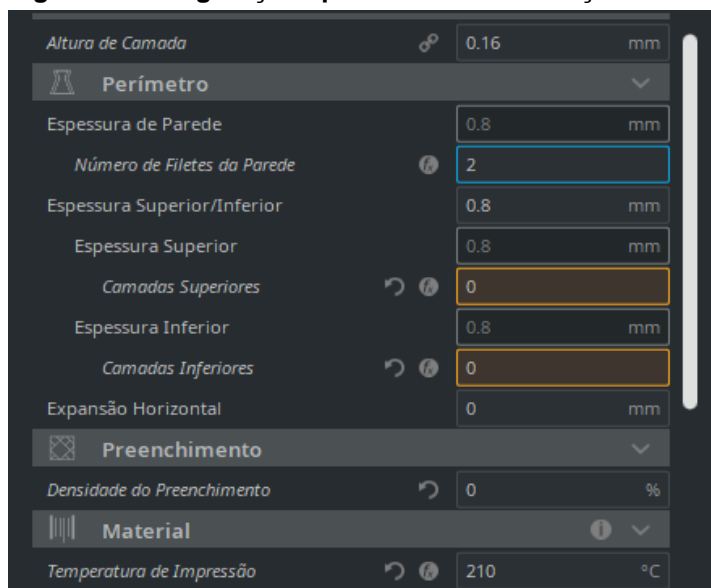 Altura de Camada 0.16 mm
Perímetro
Espessura de Parede 0.8 mm
Número de Filetes da Parede 2
Espessura Superior/Inferior 0.8 mm
Espessura Superior 0.8 mm
Camadas Superiores 0
Espessura Inferior 0.8 mm
Camadas Inferiores 0
Expansão Horizontal 0 mm
Preenchimento
Densidade do Preenchimento 0 %
Material
Temperatura de Impressão 210 °C